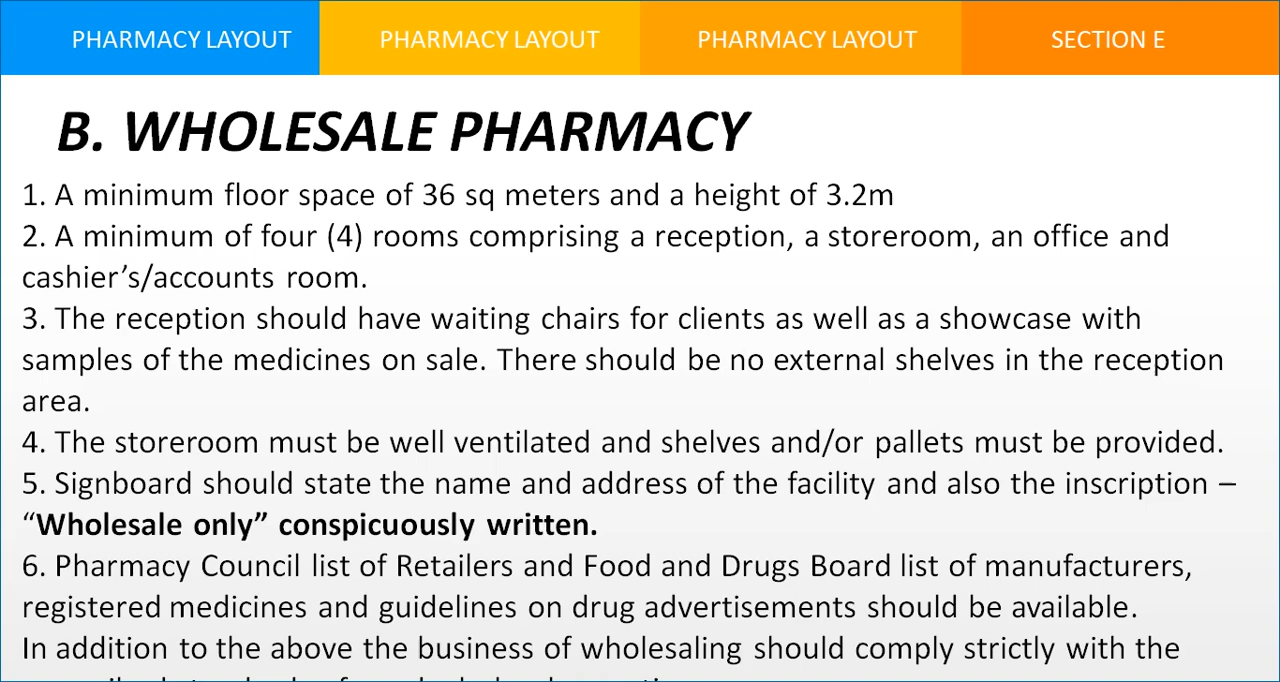 PHARMACY LAYOUT PHARMACY LAYOUT PHARMACY LAYOUT SECTION E
B. WHOLESALE PHARMACY
1. A minimum floor space of 36 sq meters and a height of 3.2m
2. A minimum of four (4) rooms comprising a reception, a storeroom, an office and
cashier’s/accounts room.
3. The reception should have waiting chairs for clients as well as a showcase with
samples of the medicines on sale. There should be no external shelves in the reception
area.
4. The storeroom must be well ventilated and shelves and/or pallets must be provided.
5. Signboard should state the name and address of the facility and also the inscription –
“Wholesale only” conspicuously written.
6. Pharmacy Council list of Retailers and Food and Drugs Board list of manufacturers,
registered medicines and guidelines on drug advertisements should be available.
In addition to the above the business of wholesaling should comply strictly with the